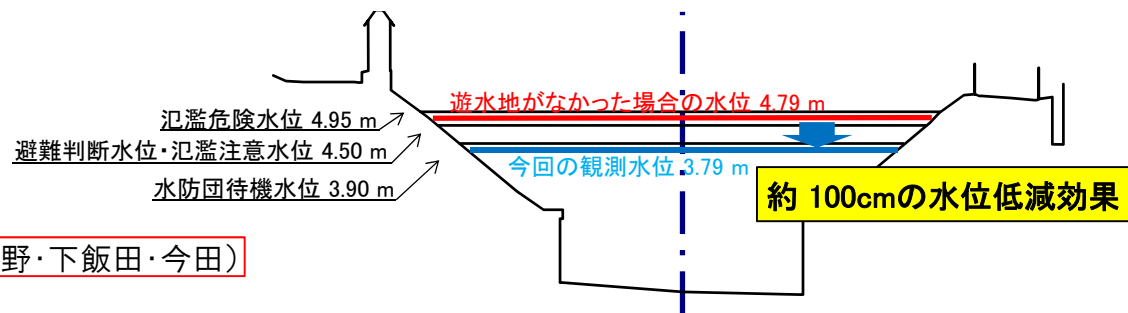 遊水地がなかった場合の水位 4.79 m
氾濫危険水位 4.95 m
避難判断水位・氾濫注意水位 4.50 m
今回の観測水位 3.79 m
水防団待機水位 3.90 m
約 100cmの水位低減効果
野・下飯田・今田）